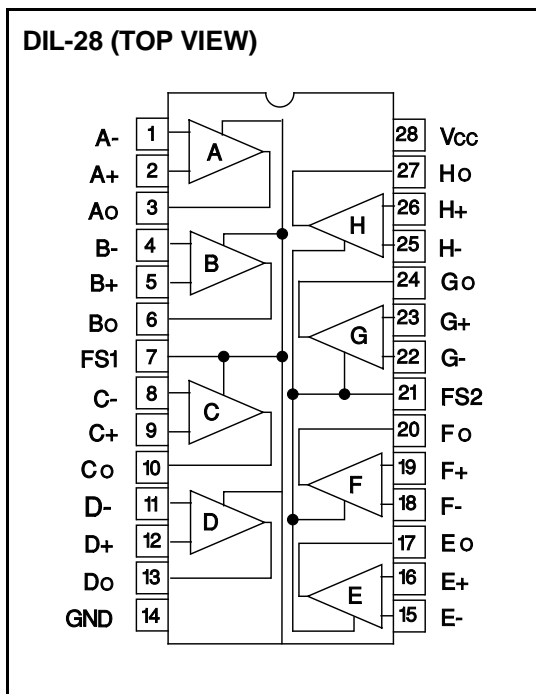 DIL-28 (TOP VIEW)
A- 1
A+ 2
Ao 3
B- 4
B+ 5
Bo 6
FS1 7
C- 8
C+ 9
Co 10
D- 11
D+ 12
Do 13
GND 14
A
B
C
D
H
G
F
E
28 Vcc
27 Ho
26 H+
25 H-
24 Go
23 G+
22 G-
21 FS2
20 Fo
19 F+
18 F-
17 Eo
16 E+
15 E-